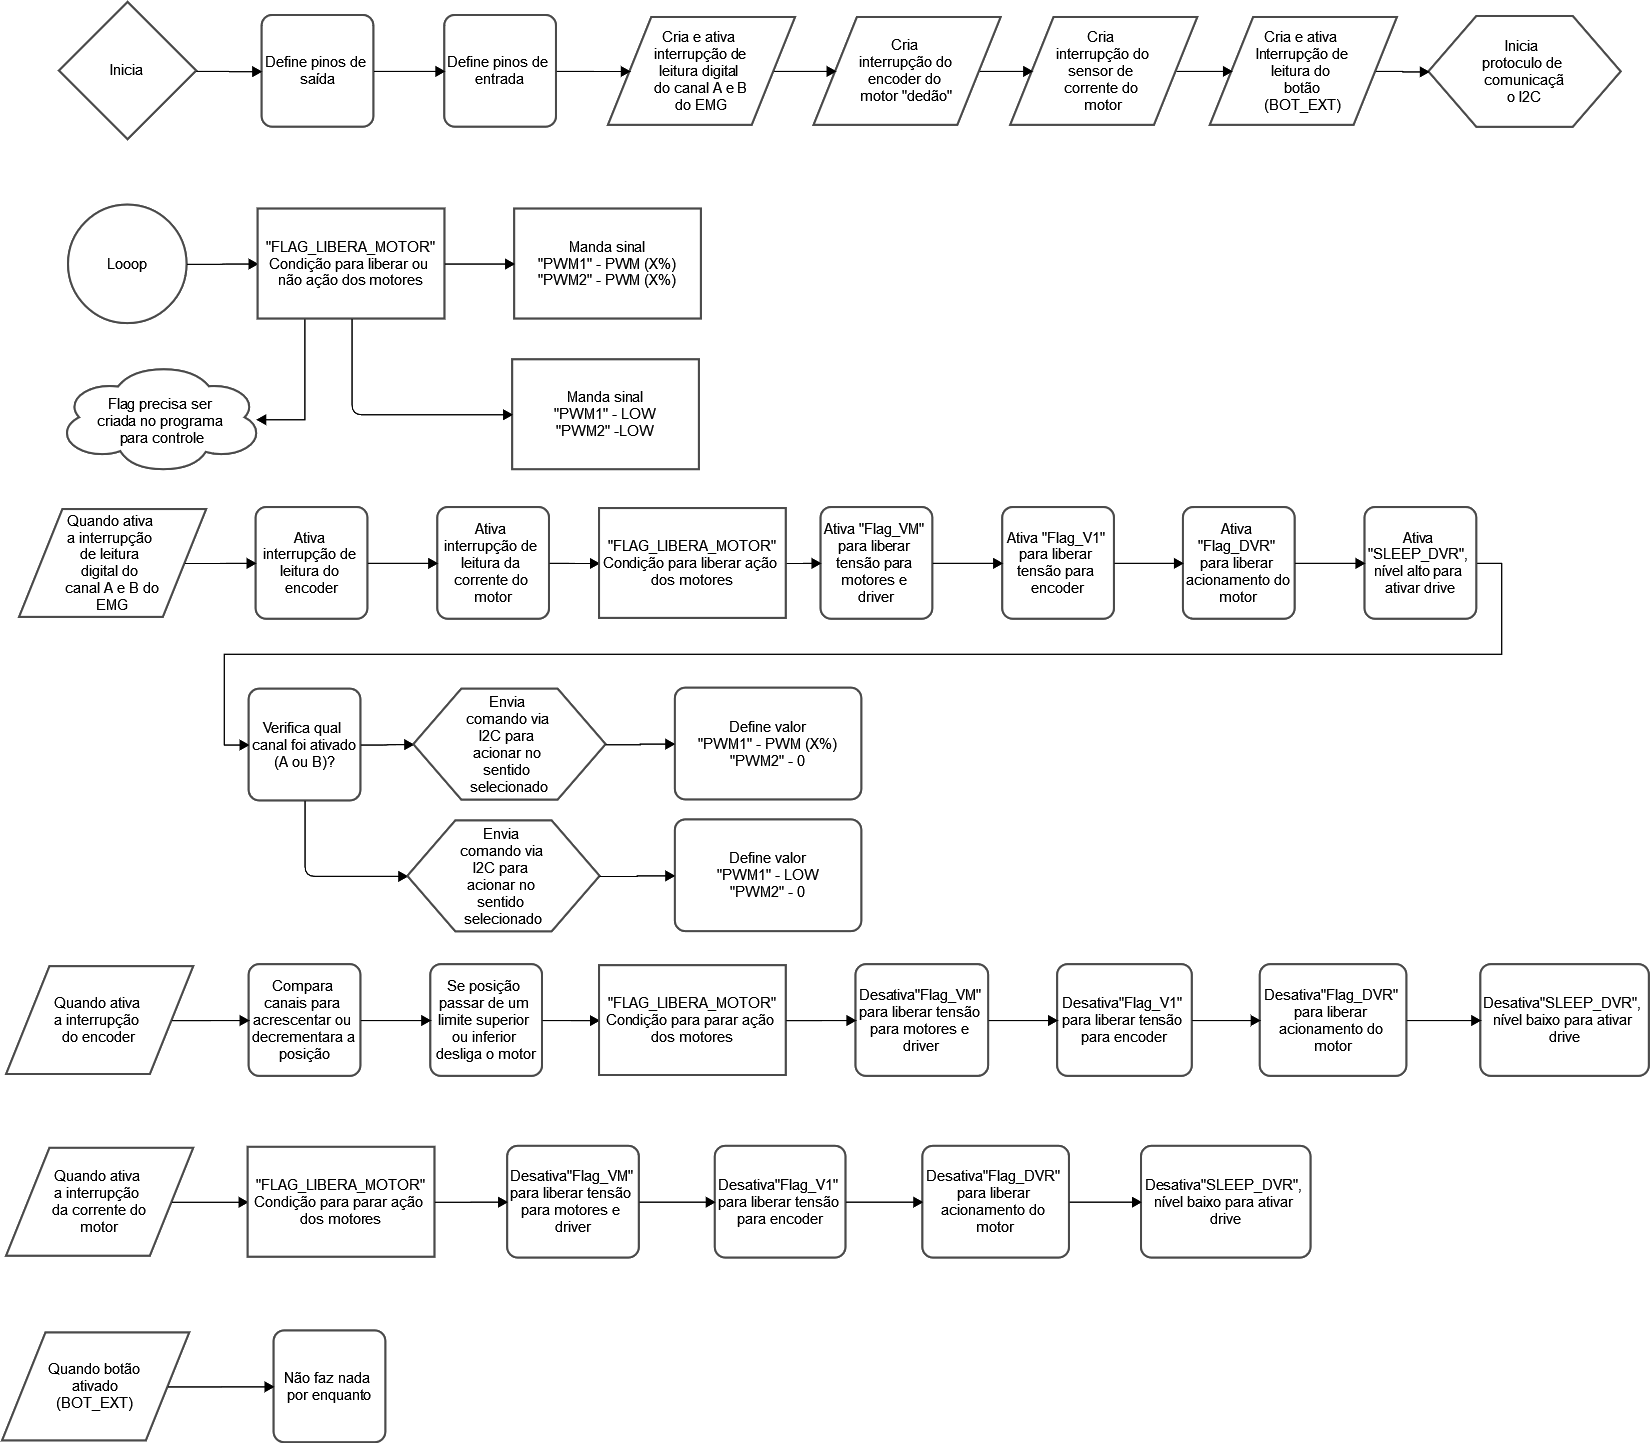 Inicia
Define pinos de
saída
Define pinos de
entrada
Cria e ativa
interrupção de
leitura digital
do canal A e B
do EMG
Cria
interrupção do
encoder do
motor "dedão"
Cria
interrupção do
sensor de
corrente do
motor
Cria e ativa
Interrupção de
leitura do
botão
(BOT_EXT)
Inicia
protoculo de
comunicaçã
o I2C
Looop
"FLAG_LIBERA_MOTOR"
Condição para liberar ou
não ação dos motores
Manda sinal
"PWM1" - PWM (X%)
"PWM2" - PWM (X%)
Flag precisa ser
criada no programa
para controle
Manda sinal
"PWM1" - LOW
"PWM2" -LOW
Quando ativa
a interrupção
de leitura
digital do
canal A e B do
EMG
Ativa
interrupção de
leitura do
encoder
Ativa
interrupção de
leitura da
corrente do
motor
"FLAG_LIBERA_MOTOR"
Condição para liberar ação
dos motores
Ativa "Flag_VM"
para liberar
tensão para
motores e
driver
Ativa "Flag_V1"
para liberar
tensão para
encoder
Ativa
"Flag_DVR"
para liberar
acionamento do
motor
Ativa
"SLEEP_DVR",
nível alto para
ativar drive
Verifica qual
canal foi ativado
(A ou B)?
Envia
comando via
I2C para
acionar no
sentido
selecionado
Define valor
"PWM1" - PWM (X%)
"PWM2" - 0
Envia
comando via
I2C para
acionar no
sentido
selecionado
Define valor
"PWM1" - LOW
"PWM2" - 0
Quando ativa
a interrupção
do encoder
Compara
canais para
acrescentar ou
decrementara a
posição
Se posição
passar de um
limite superior
ou inferior
desliga o motor
"FLAG_LIBERA_MOTOR"
Condição para parar ação
dos motores
Desativa"Flag_VM"
para liberar tensão
para motores e
driver
Desativa"Flag_V1"
para liberar tensão
para encoder
Desativa"Flag_DVR"
para liberar
acionamento do
motor
Desativa"SLEEP_DVR",
nível baixo para ativar
drive
Quando ativa
a interrupção
da corrente do
motor
"FLAG_LIBERA_MOTOR"
Condição para parar ação
dos motores
Desativa"Flag_VM"
para liberar tensão
para motores e
driver
Desativa"Flag_V1"
para liberar tensão
para encoder
Desativa"Flag_DVR"
para liberar
acionamento do
motor
Desativa"SLEEP_DVR",
nível baixo para ativar
drive
Quando botão
ativado
(BOT_EXT)
Não faz nada
por enquanto